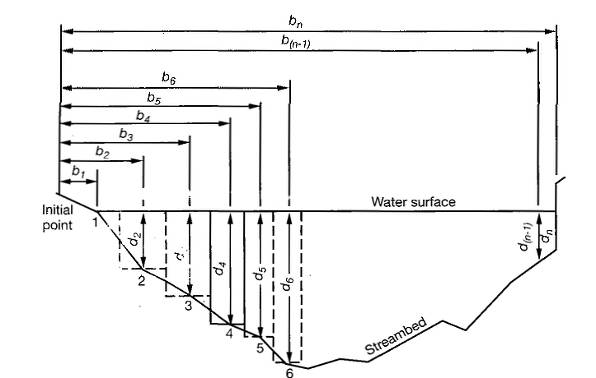 bn
b(n-1)
b6
b5
b4
b3
b2
b1
Water surface
Initial
point
1
d2
d
d4
d5
d6
d(n-1)
dn
2
3
4
5
6
Streambed